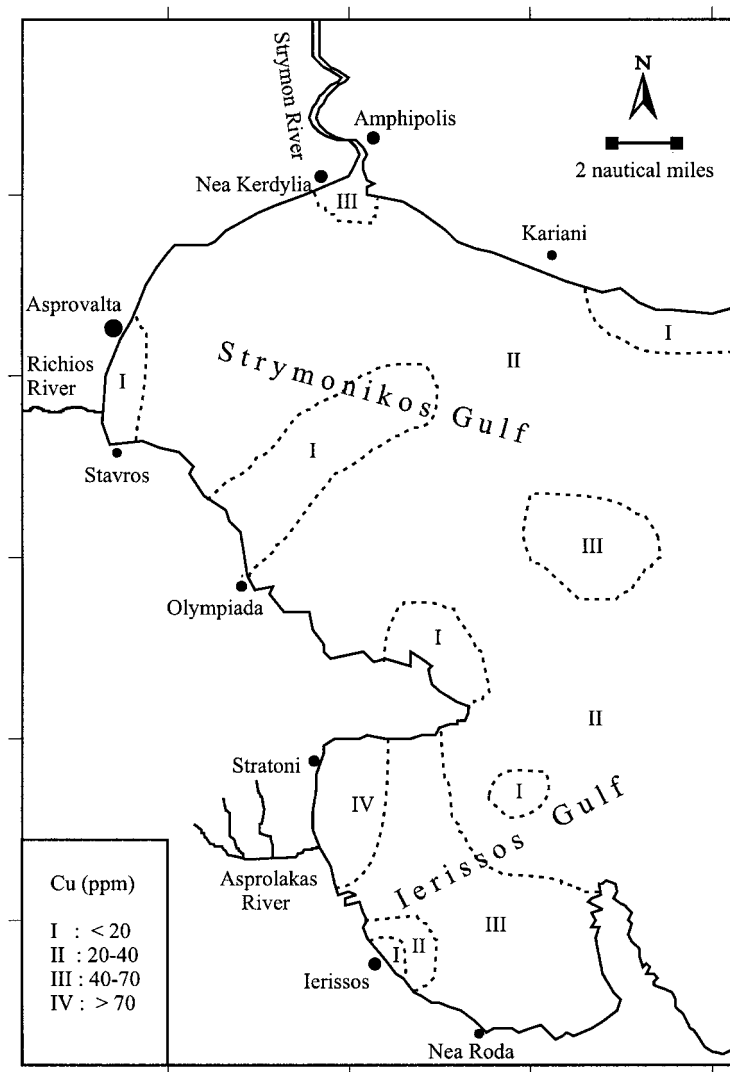 Strymon River
Amphipolis
N
2 nautical miles
Nea Kerdylia
III
Kariani
Asprovalta
I
II
Richios
River
I
Strymonikos Gulf
I
Stavros
III
Olympiada
I
II
Stratoni
IV
I
Ierissos Gulf
Asprolakas
River
III
II
I
Ierissos
Nea Roda
Cu (ppm)
I : < 20
II : 20-40
III : 40-70
IV : > 70